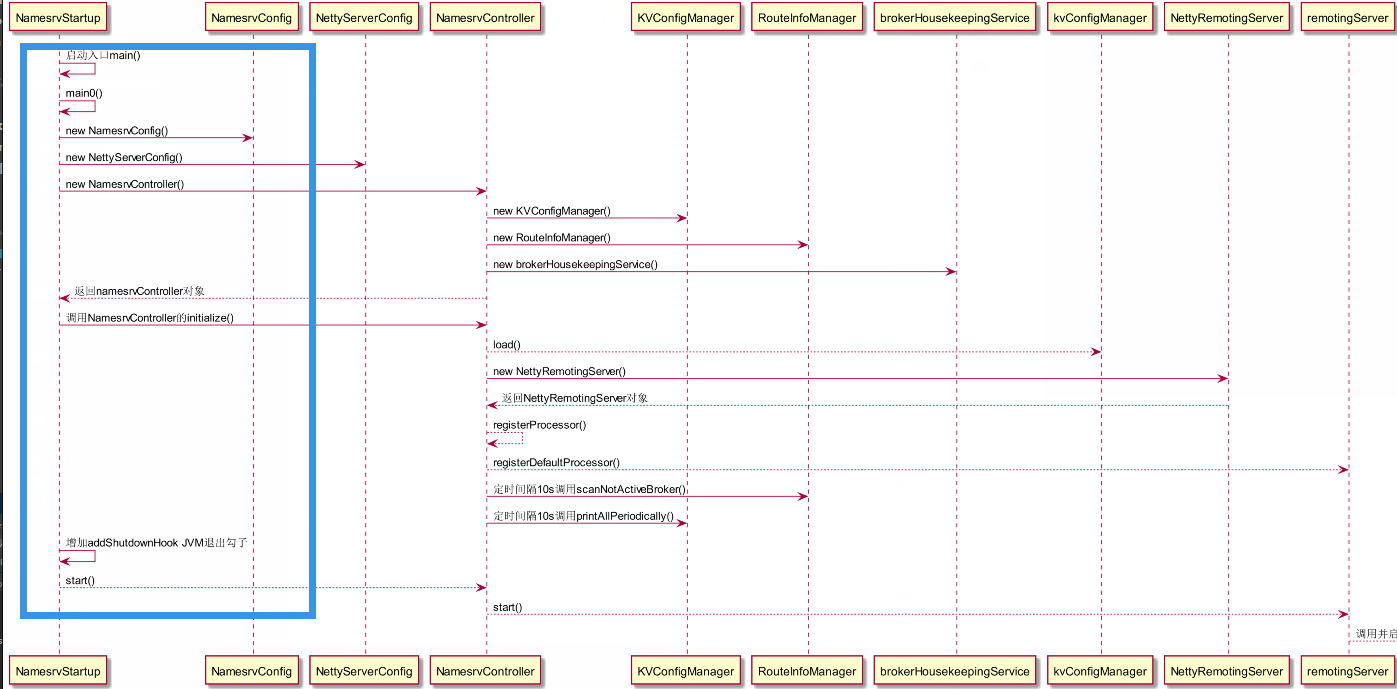 NamesrvStartup
NamesrvConfig
NettyServerConfig
NamesrvController
KVConfigManager
RouteInfoManager
brokerHousekeepingService
kvConfigManager
NettyRemotingServer
remotingServer
启动入口main()
main0()
new NamesrvConfig()
new NettyServerConfig()
new NamesrvController()
new KVConfigManager()
new RouteInfoManager()
new brokerHousekeepingService()
返回namesrvController对象
调用NamesrvController的initialize()
load()
new NettyRemotingServer()
返回NettyRemotingServer对象
registerProcessor()
registerDefaultProcessor()
定时间隔10s调用scanNotActiveBroker()
定时间隔10s调用printAllPeriodically()
增加addShutdownHook JVM退出勾子
start()
start()
调用并启
NamesrvStartup
NamesrvConfig
NettyServerConfig
NamesrvController
KVConfigManager
RouteInfoManager
brokerHousekeepingService
kvConfigManager
NettyRemotingServer
remotingServer